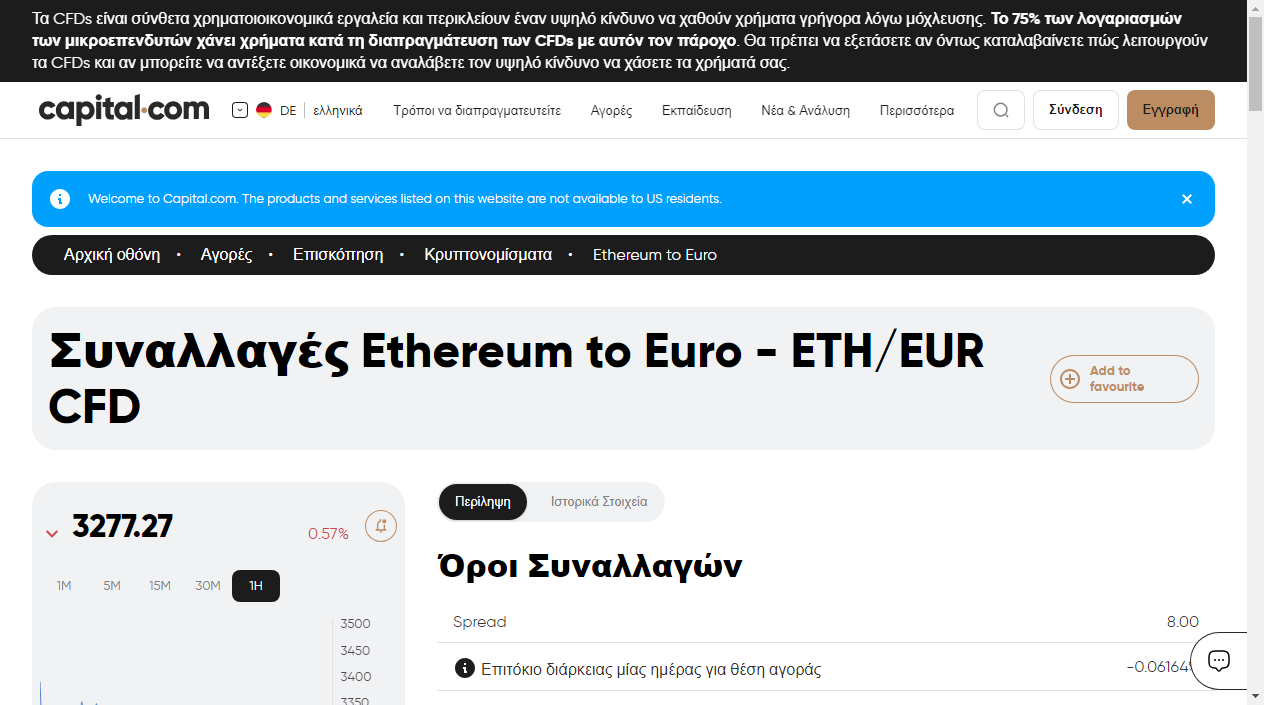 Τα CFDs είναι σύνθετα χρηματοιοικονομικά εργαλεία και περικλείουν έναν υψηλό κίνδυνο να χαθούν χρήματα γρήγορα λόγω μόχλευσης. Το 75% των λογαριασμών
των μικροεπενδυτών χάνει χρήματα κατά τη διαπραγμάτευση των CFDs με αυτόν τον πάροχο. Θα πρέπει να εξετάσετε αν όντως καταλαβαίνετε πώς λειτουργούν
τα CFDs και αν μπορείτε να αντέξετε οικονομικά να αναλάβετε τον υψηλό κίνδυνο να χάσετε τα χρήματά σας.
capital.com DE ελληνικά Τρόποι να διαπραγματευτείτε Αγορές Εκπαίδευση Νέα & Ανάλυση Περισσότερα Σύνδεση Εγγραφή
Welcome to Capital.com. The products and services listed on this website are not available to US residents.
Αρχική οθόνη • Αγορές • Επισκόπηση • Κρυπτονομίσματα • Ethereum to Euro
Συναλλαγές Ethereum to Euro - ETH/EUR
CFD
Add to
favourite
3277.27 0.57%
1M 5M 15M 30M 1H
3500
3450
3400
3350
Περίληψη Ιστορικά Στοιχεία
Όροι Συναλλαγών
Spread 8.00
Επιτόκιο διάρκειας μίας ημέρας για θέση αγοράς